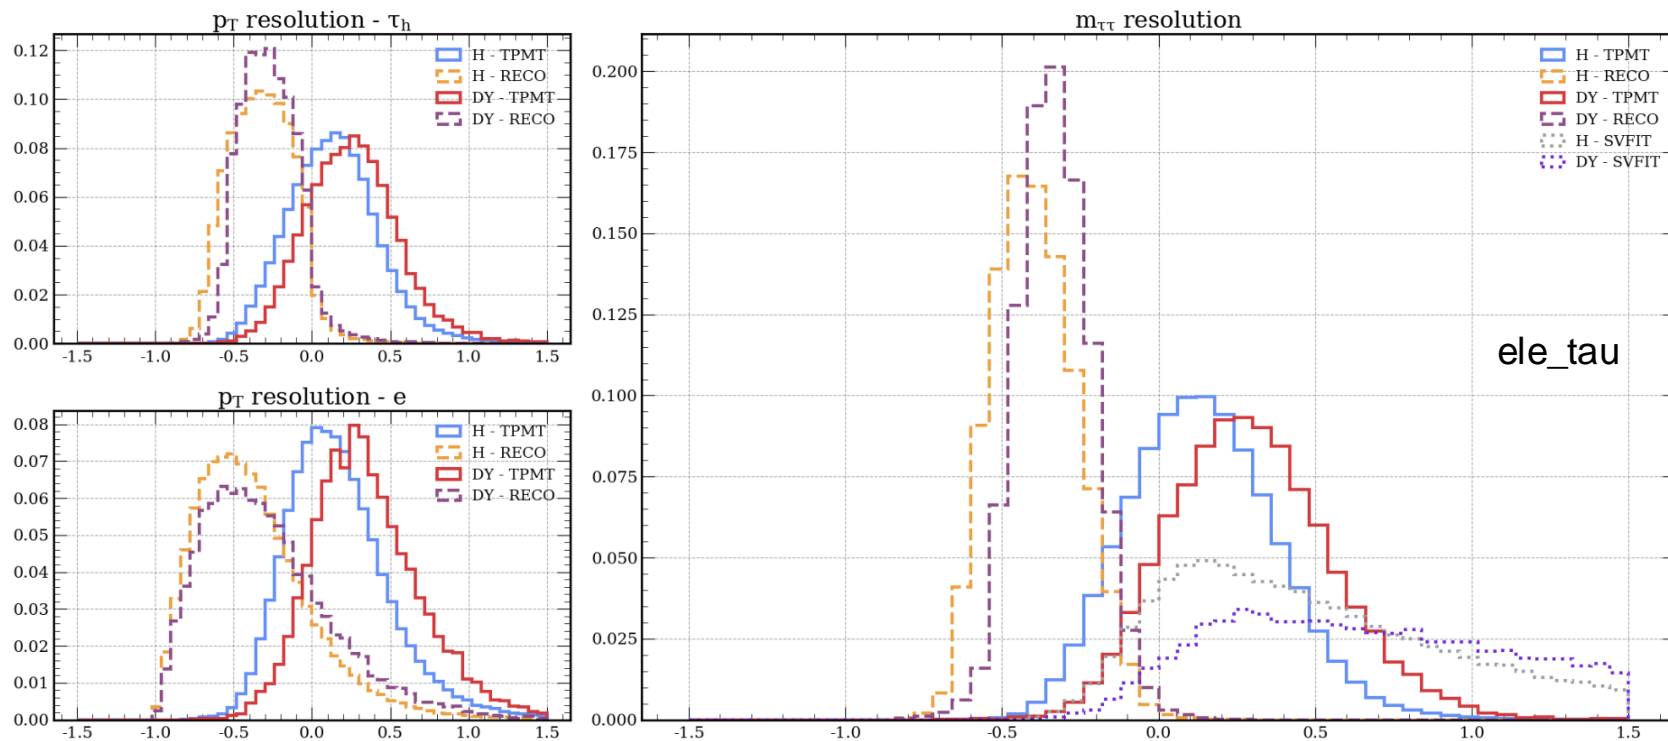 p_T resolution - τ_h
0.12
0.10
0.08
0.06
0.04
0.02
0.00
-1.5 -1.0 -0.5 0.0 0.5 1.0 1.5
H - TPMT
H - RECO
DY - TPMT
DY - RECO
p_T resolution - e
0.08
0.07
0.06
0.05
0.04
0.03
0.02
0.01
0.00
-1.5 -1.0 -0.5 0.0 0.5 1.0 1.5
H - TPMT
H - RECO
DY - TPMT
DY - RECO
m_ττ resolution
0.200
0.175
0.150
0.125
0.100
0.075
0.050
0.025
0.000
-1.5 -1.0 -0.5 0.0 0.5 1.0 1.5
H - TPMT
H - RECO
DY - TPMT
DY - RECO
H - SVFIT
DY - SVFIT
ele_tau